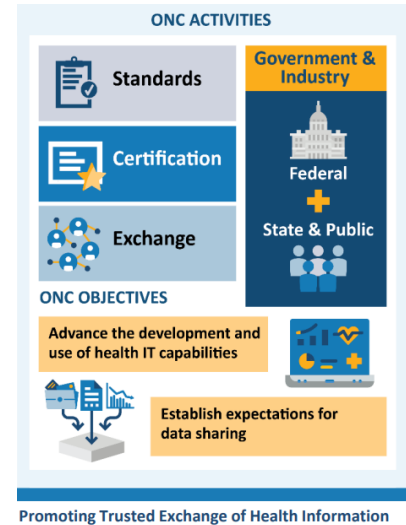 ONC ACTIVITIES
Standards
Certification
Exchange
Government &
Industry
Federal
State & Public
ONC OBJECTIVES
Advance the development and
use of health IT capabilities
Establish expectations for
data sharing
Promoting Trusted Exchange of Health Information